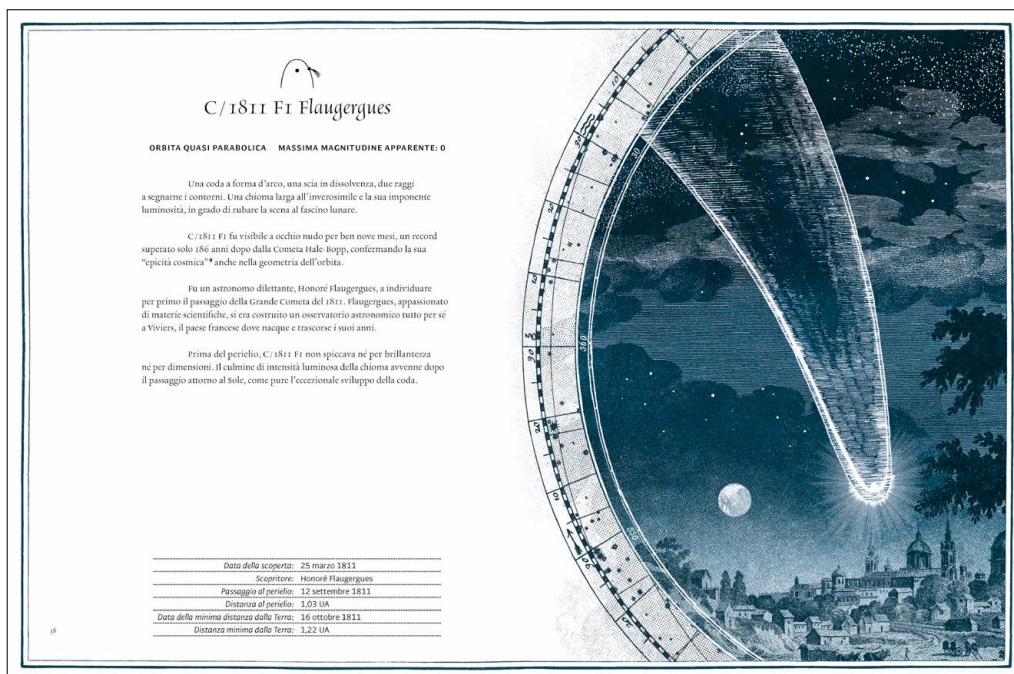 C/1811 F1 Flaugergues
ORBITA QUASI PARABOLICA MASSIMA MAGNITUDINE APPARENTE: 0
Una coda a forma d'arco, una scia in dissolvenza, due raggi
a segnarne i contorni. Una chioma larga all'inverosimile e la sua imponente
luminosità, in grado di rubare la scena al fascino lunare.
C/1811 F1 fu visibile a occhio nudo per ben nove mesi, un record
superato solo 186 anni dopo dalla Cometa Hale-Bopp, confermando la sua
“epicità cosmica” anche nella geometria dell'orbita.
Fu un astronomo dilettante, Honoré Flaugergues, a individuare
per primo il passaggio della Grande Cometa del 1811. Flaugergues, appassionato
di materie scientifiche, si era costruito un osservatorio astronomico tutto per sé
a Viviers, il paese francese dove nacque e trascorse i suoi anni.
Prima del perielio, C/1811 F1 non spiccava né per brillantezza
né per dimensioni. Il culmine di intensità luminosa della chioma avvenne dopo
il passaggio attorno al Sole, come pure l'eccezionale sviluppo della coda.
Data della scoperta: 25 marzo 1811
Scopritore: Honoré Flaugergues
Passaggio al perielio: 12 settembre 1811
Distanza al perielio: 1,03 UA
Data della minima distanza dalla Terra: 16 ottobre 1811
Distanza minima dalla Terra: 1,22 UA
30
360
350